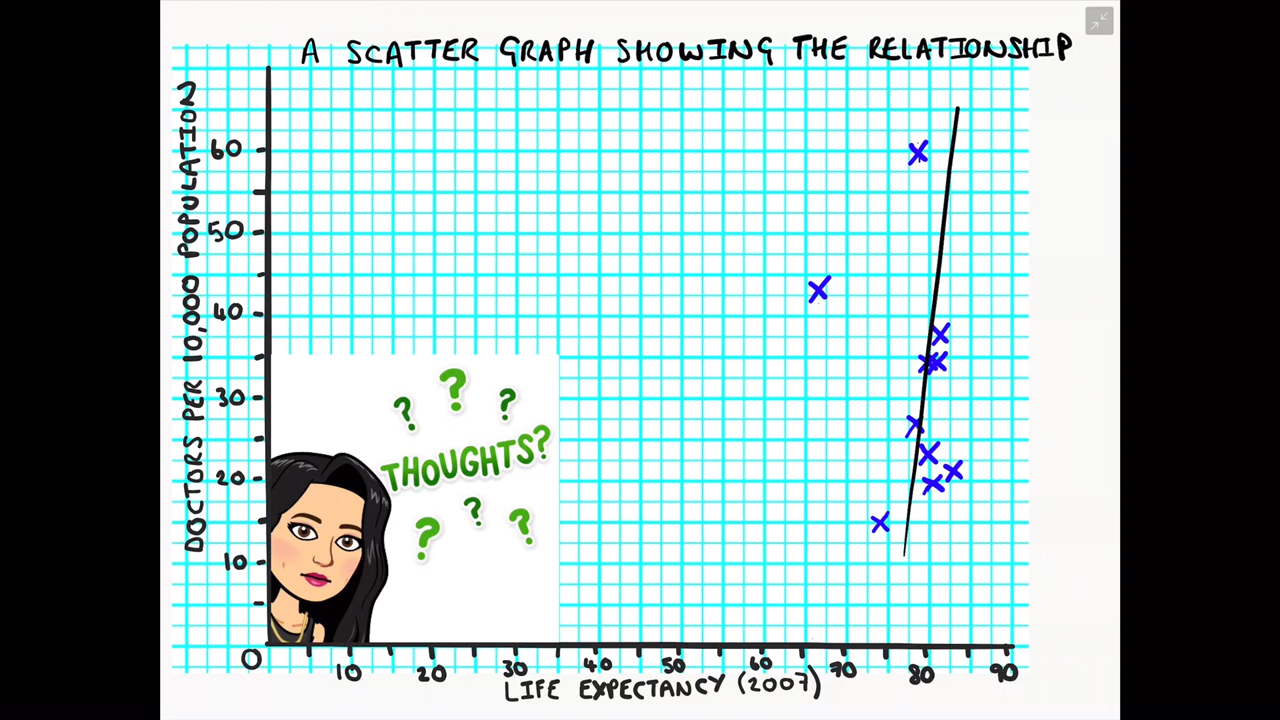 A SCATTER GRAPH SHOWING THE RELATIONSHIP
DOCTORS PER 10,000 POPULATION
60
50
40
30
20
10
? ? ?
THOUGHTS?
? ? ?
0 10 20 30 40 50 60 70 80 90
LIFE EXPECTANCY (2007)